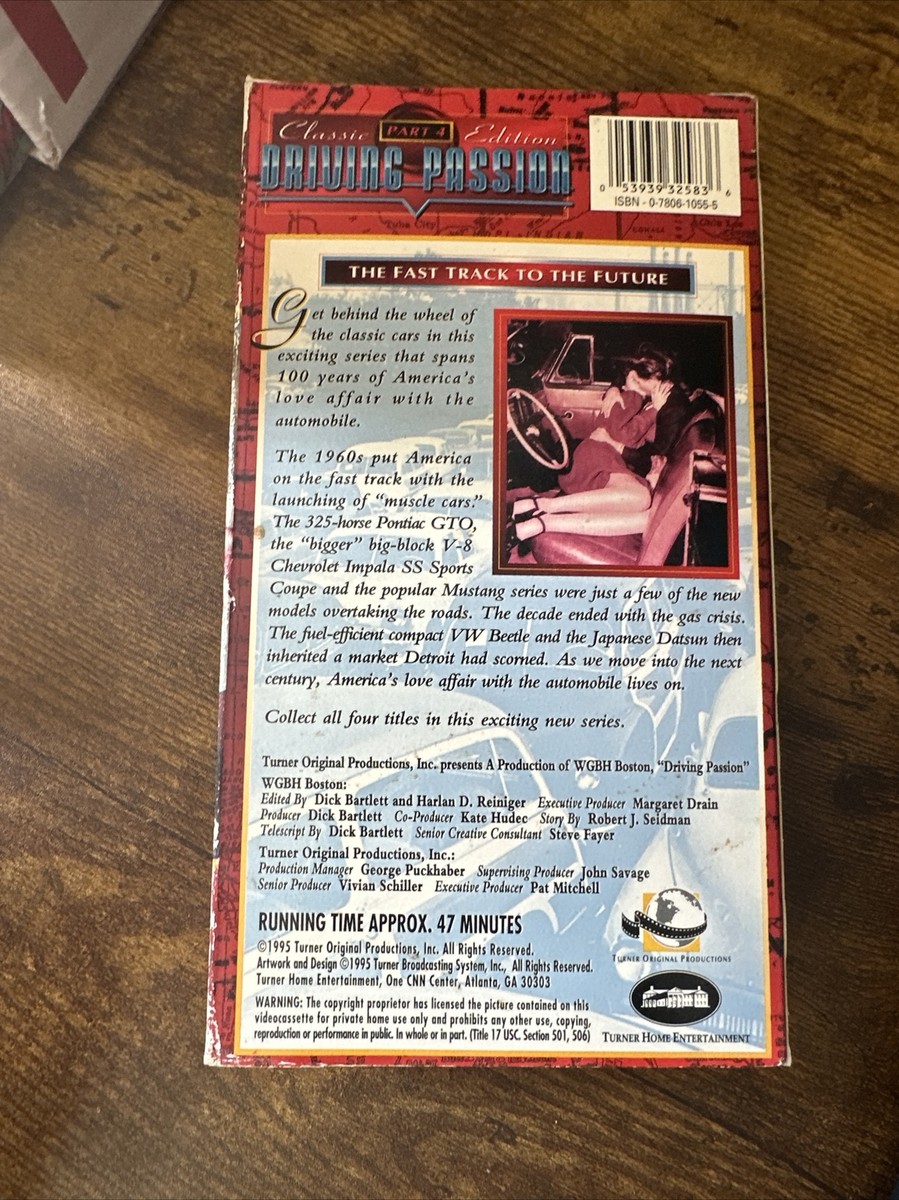 Classic PART 4 Edition
DRIVING PASSION
0 53939 32583 6
ISBN - 0-7806-1055-5
Tuba City
THE FAST TRACK TO THE FUTURE
Get behind the wheel of
the classic cars in this
exciting series that spans
100 years of America's
love affair with the
automobile.
The 1960s put America
on the fast track with the
launching of "muscle cars."
The 325-horse Pontiac GTO,
the "bigger" big-block V-8
Chevrolet Impala SS Sports
Coupe and the popular Mustang series were just a few of the new
models overtaking the roads. The decade ended with the gas crisis.
The fuel-efficient compact VW Beetle and the Japanese Datsun then
inherited a market Detroit had scorned. As we move into the next
century, America's love affair with the automobile lives on.
Collect all four titles in this exciting new series.
Turner Original Productions, Inc. presents A Production of WGBH Boston, "Driving Passion"
WGBH Boston:
Edited By Dick Bartlett and Harlan D. Reiniger Executive Producer Margaret Drain
Producer Dick Bartlett Co-Producer Kate Hudec Story By Robert J. Seidman
Telescript By Dick Bartlett Senior Creative Consultant Steve Fayer
Turner Original Productions, Inc.:
Production Manager George Puckhaber Supervising Producer John Savage
Senior Producer Vivian Schiller Executive Producer Pat Mitchell
RUNNING TIME APPROX. 47 MINUTES
©1995 Turner Original Productions, Inc. All Rights Reserved.
Artwork and Design ©1995 Turner Broadcasting System, Inc., All Rights Reserved.
Turner Home Entertainment, One CNN Center, Atlanta, GA 30303
WARNING: The copyright proprietor has licensed the picture contained on this
videocassette for private home use only and prohibits any other use, copying,
reproduction or performance in public. In whole or in part. (Title 17 USC. Section 501, 506)
TURNER ORIGINAL PRODUCTIONS
TURNER HOME ENTERTAINMENT